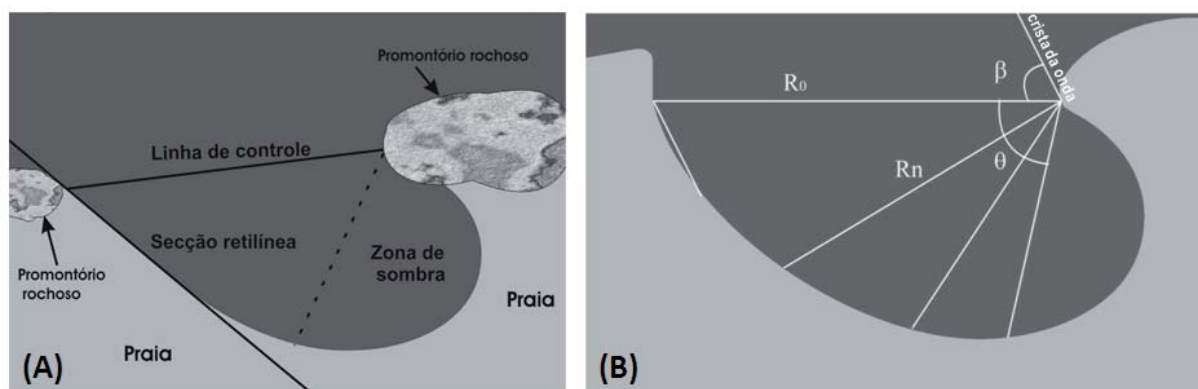 Promontório rochoso
Linha de controle
Secção retilínea
Zona de
sombra
Promontório
rochoso
Praia
Praia
(A)
crista da onda
β
R₀
θ
Rn
(B)